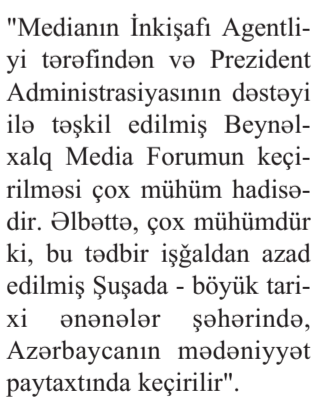 "Medianın İnkişafı Agentli-
yi tərəfindən və Prezident
Administrasiyasının dəstəyi
ilə təşkil edilmiş Beynəl-
xalq Media Forumun keçi-
rilməsi çox mühüm hadisə-
dir. Əlbəttə, çox mühümdür
ki, bu tədbir işğaldan azad
edilmiş Şuşada - böyük tari-
xi ənənələr şəhərində,
Azərbaycanın mədəniyyət
paytaxtında keçirilir".